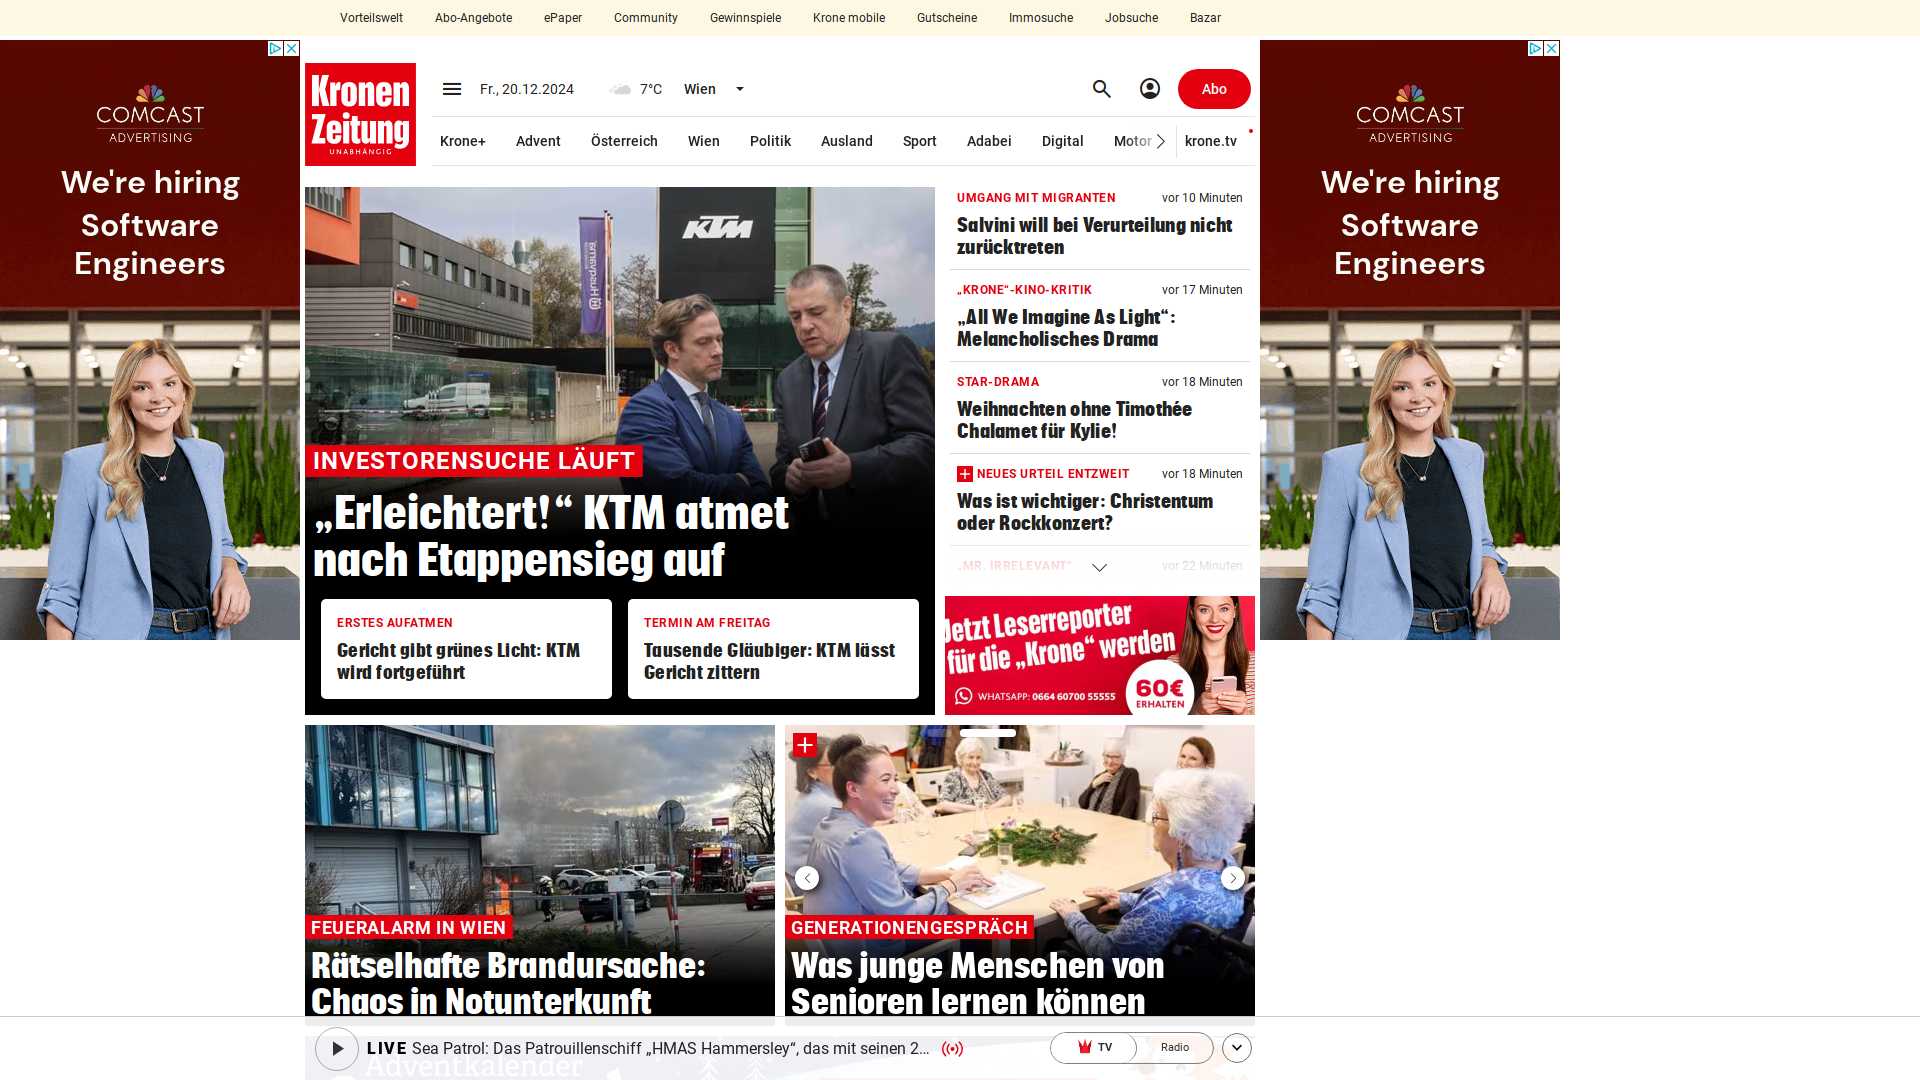 Vorteilswelt
Abo-Angebote
ePaper
Community
Gewinnspiele
Krone mobile
Gutscheine
Immosuche
Jobsuche
Bazar
COMCAST
ADVERTISING
We're hiring
Software
Engineers
Kronen
Zeitung
UNABHÄNGIG
Fr., 20.12.2024
7°C
Wien
Abo
Krone+
Advent
Österreich
Wien
Politik
Ausland
Sport
Adabei
Digital
Motor
krone.tv
KTM
Husqvarna
INVESTORENSUCHE LÄUFT
„Erleichtert!“ KTM atmet
nach Etappensieg auf
ERSTES AUFATMEN
Gericht gibt grünes Licht: KTM
wird fortgeführt
TERMIN AM FREITAG
Tausende Gläubiger: KTM lässt
Gericht zittern
UMGANG MIT MIGRANTEN
vor 10 Minuten
Salvini will bei Verurteilung nicht
zurücktreten
„KRONE“-KINO-KRITIK
vor 17 Minuten
„All We Imagine As Light“:
Melancholisches Drama
STAR-DRAMA
vor 18 Minuten
Weihnachten ohne Timothée
Chalamet für Kylie!
NEUES URTEIL ENTZWEIT
vor 18 Minuten
Was ist wichtiger: Christentum
oder Rockkonzert?
„MR. IRRELEVANT“
vor 22 Minuten
Jetzt Leserreporter
für die „Krone“ werden
WHATSAPP: 0664 60700 55555
60€
ERHALTEN
COMCAST
ADVERTISING
We're hiring
Software
Engineers
FEUERALARM IN WIEN
Rätselhafte Brandursache:
Chaos in Notunterkunft
GENERATIONENGESPRÄCH
Was junge Menschen von
Senioren lernen können
LIVE Sea Patrol: Das Patrouillenschiff „HMAS Hammersley“, das mit seinen 2...
TV
Radio
Adventkalender